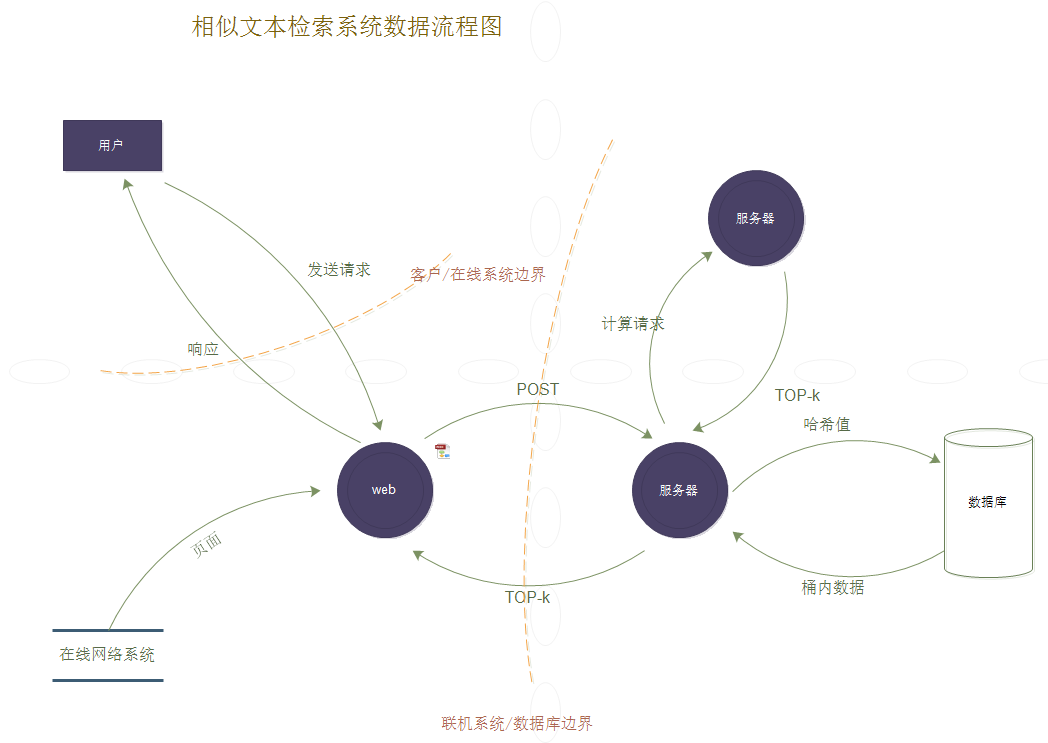 相似文本检索系统数据流程图
用户
服务器
发送请求
客户/在线系统边界
计算请求
响应
POST
TOP-k
哈希值
web
服务器
数据库
页面
桶内数据
TOP-k
在线网络系统
联机系统/数据库边界